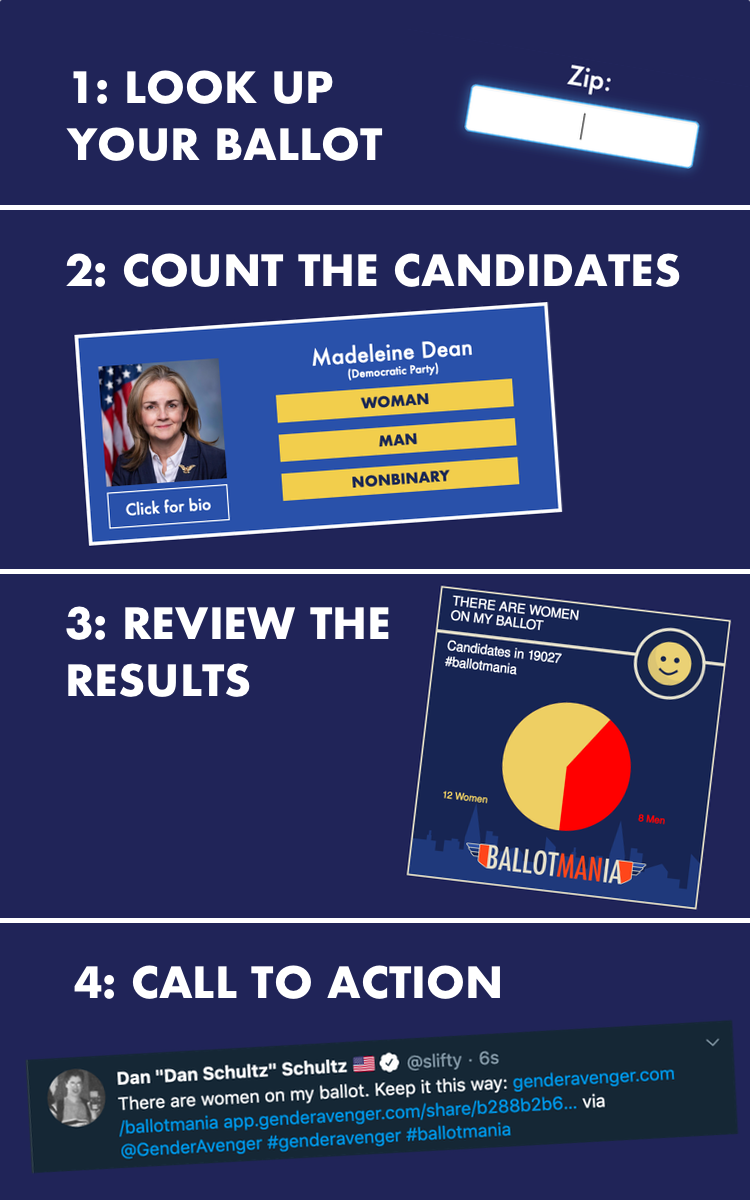 1: LOOK UP
YOUR BALLOT
Zip:
2: COUNT THE CANDIDATES
Madeleine Dean
(Democratic Party)
WOMAN
MAN
NONBINARY
Click for bio
3: REVIEW THE
RESULTS
THERE ARE WOMEN
ON MY BALLOT
Candidates in 19027
#ballotmania
12 Women
8 Men
BALLOTMANIA
4: CALL TO ACTION
Dan "Dan Schultz" Schultz 🇺🇸 @slifty · 6s
There are women on my ballot. Keep it this way: genderavenger.com
/ballotmania app.genderavenger.com/share/b288b2b6... via
@GenderAvenger #genderavenger #ballotmania